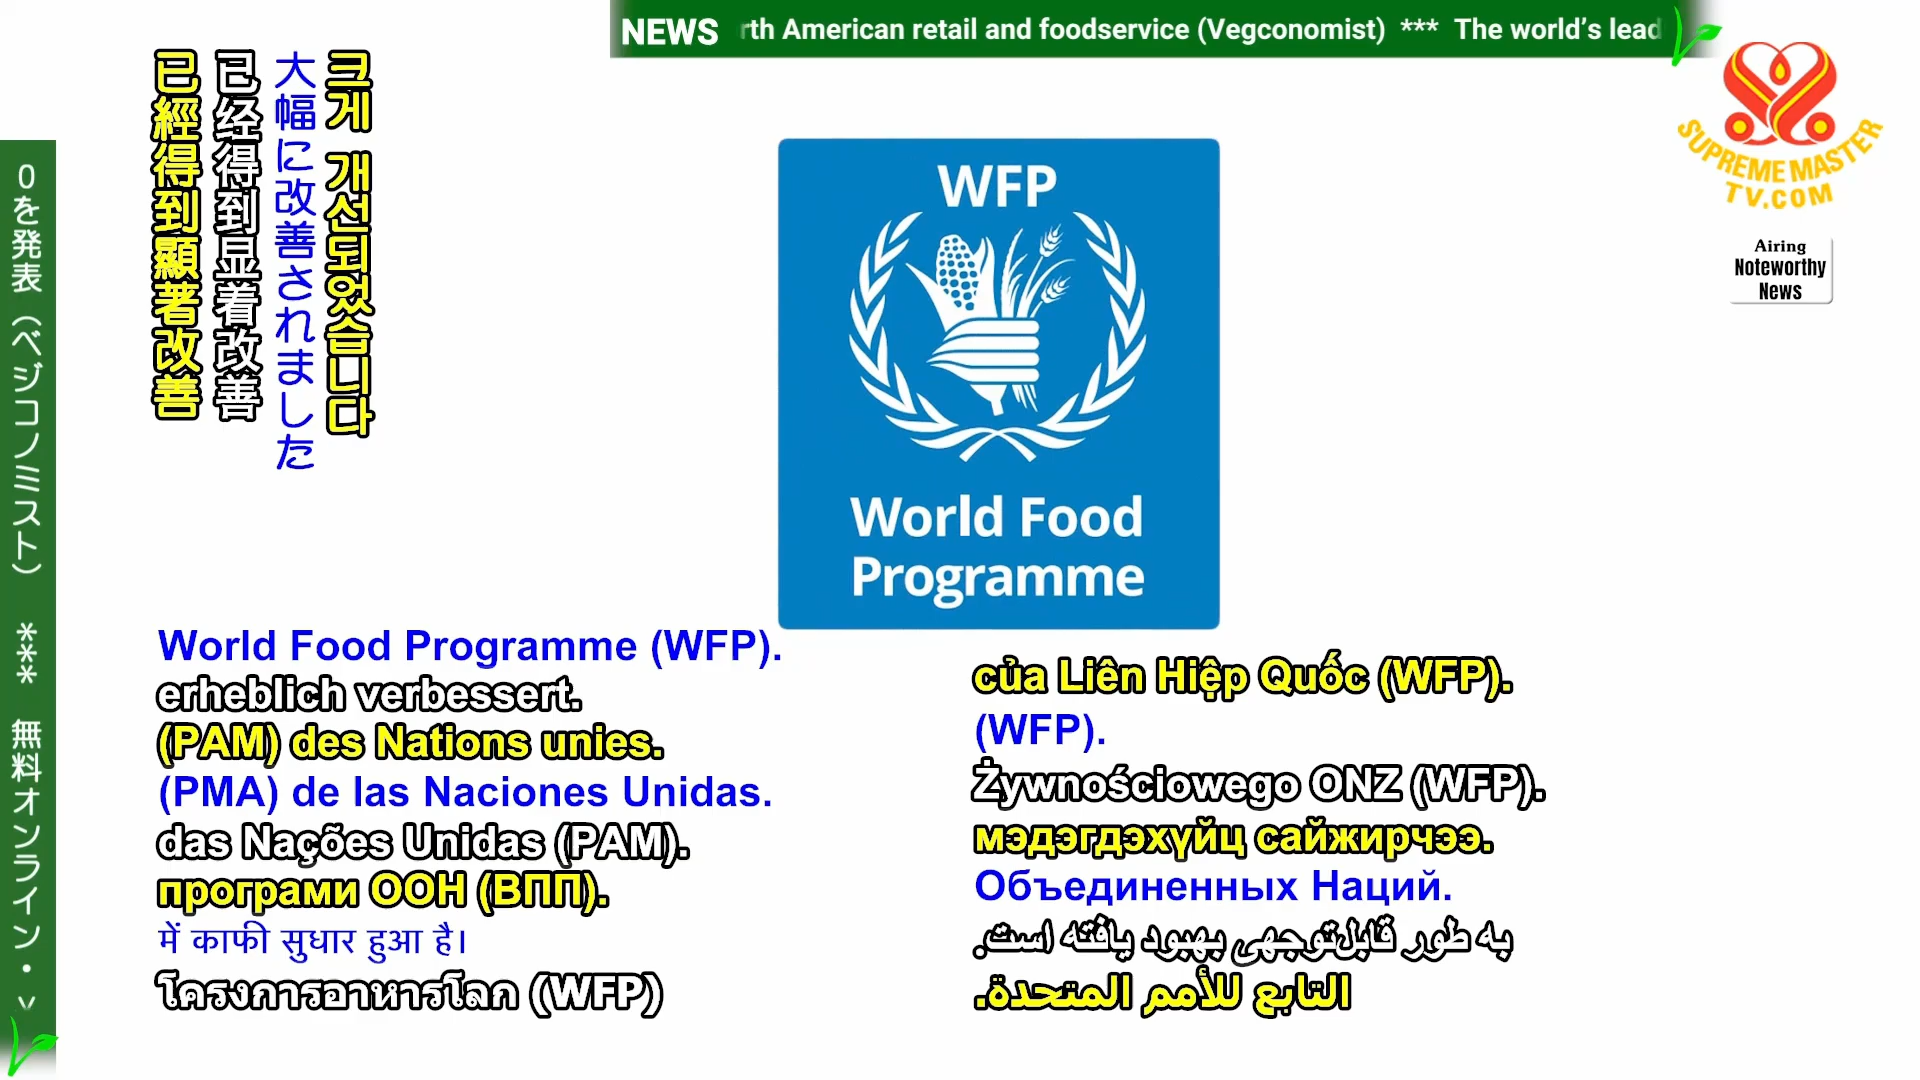 NEWS rth American retail and foodservice (Vegconomist) *** The world's lead
SUPREME MASTER
TV.COM
Airing
Noteworthy
News
크게 개선되었습니다
大幅に改善されました
已经得到显着改善
已經得到顯著改善
0を発表（ベジコノミスト） *** 無料オンライン・
WFP
World Food
Programme
World Food Programme (WFP).
erheblich verbessert.
(PAM) des Nations unies.
(PMA) de las Naciones Unidas.
das Nações Unidas (PAM).
програми ООН (ВПП).
में काफी सुधार हुआ है।
โครงการอาหารโลก (WFP)
của Liên Hiệp Quốc (WFP).
(WFP).
Żywnościowego ONZ (WFP).
мэдэгдэхүйц сайжирчээ.
Объединенных Наций.
به طور قابل‌توجهی بهبود یافته است.
التابع للأمم المتحدة.